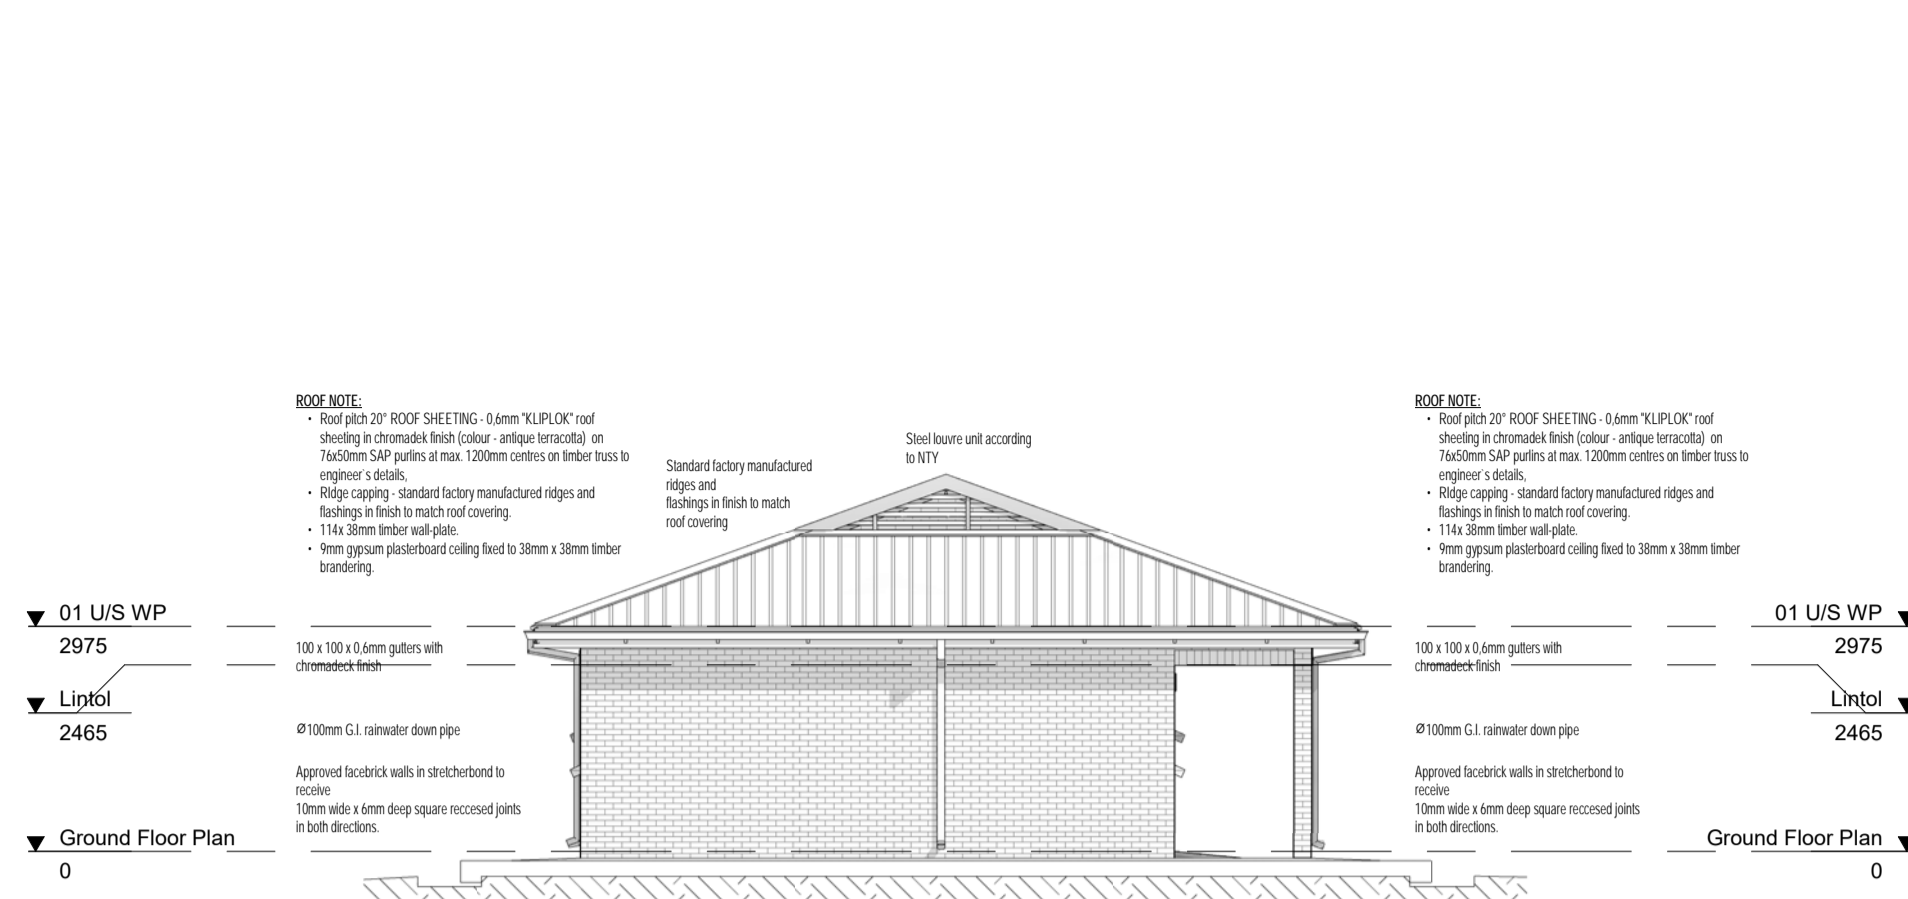 ROOF NOTE:
• Roof pitch 20° ROOF SHEETING - 0,6mm "KLIPLOK" roof
sheeting in chromadek finish (colour - antique terracotta) on
76x50mm SAP purlins at max. 1200mm centres on timber truss to
engineer`s details,
• RIdge capping - standard factory manufactured ridges and
flashings in finish to match roof covering.
• 114x 38mm timber wall-plate.
• 9mm gypsum plasterboard ceiling fixed to 38mm x 38mm timber
brandering.
Standard factory manufactured
ridges and
flashings in finish to match
roof covering
Steel louvre unit according
to NTY
ROOF NOTE:
• Roof pitch 20° ROOF SHEETING - 0,6mm "KLIPLOK" roof
sheeting in chromadek finish (colour - antique terracotta) on
76x50mm SAP purlins at max. 1200mm centres on timber truss to
engineer`s details,
• RIdge capping - standard factory manufactured ridges and
flashings in finish to match roof covering.
• 114x 38mm timber wall-plate.
• 9mm gypsum plasterboard ceiling fixed to 38mm x 38mm timber
brandering.
01 U/S WP
2975
Lintol
2465
Ground Floor Plan
0
100 x 100 x 0,6mm gutters with
chromadeck finish
Ø100mm G.I. rainwater down pipe
Approved facebrick walls in stretcherbond to
receive
10mm wide x 6mm deep square reccesed joints
in both directions.
100 x 100 x 0,6mm gutters with
chromadeck finish
Ø100mm G.I. rainwater down pipe
Approved facebrick walls in stretcherbond to
receive
10mm wide x 6mm deep square reccesed joints
in both directions.
01 U/S WP
2975
Lintol
2465
Ground Floor Plan
0